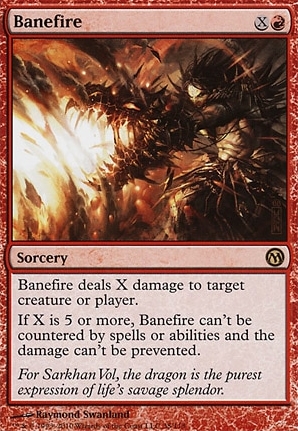 Banefire X
Sorcery
Banefire deals X damage to target
creature or player.
If X is 5 or more, Banefire can't be
countered by spells or abilities and the
damage can't be prevented.
For Sarkhan Vol, the dragon is the purest
expression of life's savage splendor.
Raymond Swanlund